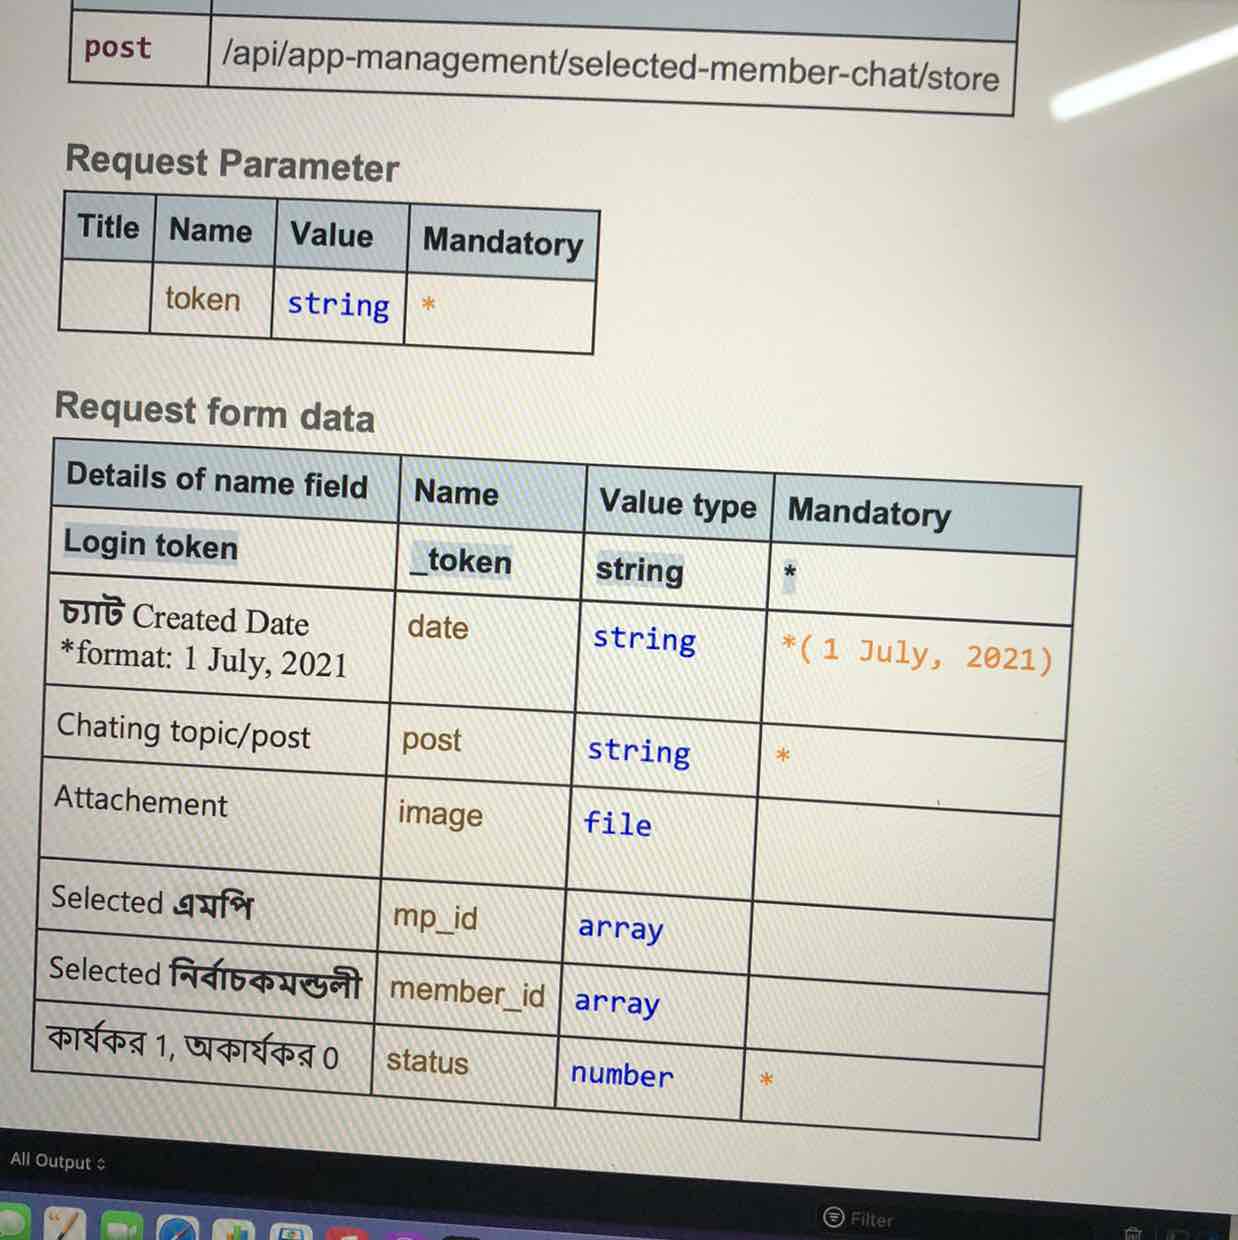 post /api/app-management/selected-member-chat/store
Request Parameter
Title Name Value Mandatory
token string *
Request form data
Details of name field Name Value type Mandatory
Login token _token string *
চ্যাট Created Date date string *( 1 July, 2021)
*format: 1 July, 2021
Chating topic/post post string *
Attachement image file
Selected এমপি mp_id array
Selected নির্বাচকমন্ডলী member_id array
কার্যকর 1, অকার্যকর 0 status number *
All Output
Filter